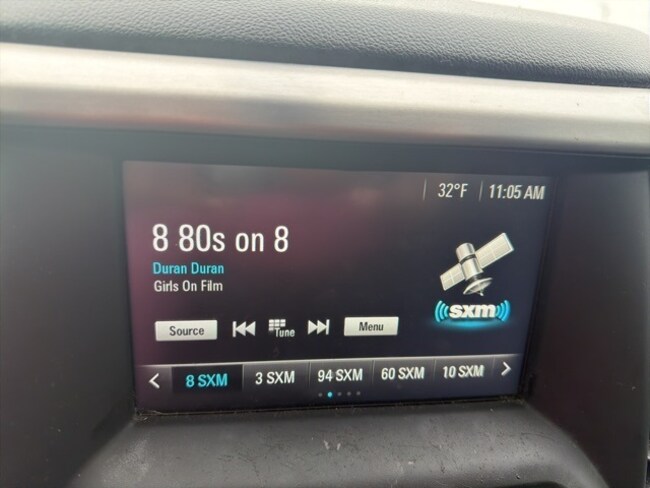 32°F 11:05 AM
8 80s on 8
Duran Duran
Girls On Film
Source Tune Menu
sxm
8 SXM 3 SXM 94 SXM 60 SXM 10 SXM